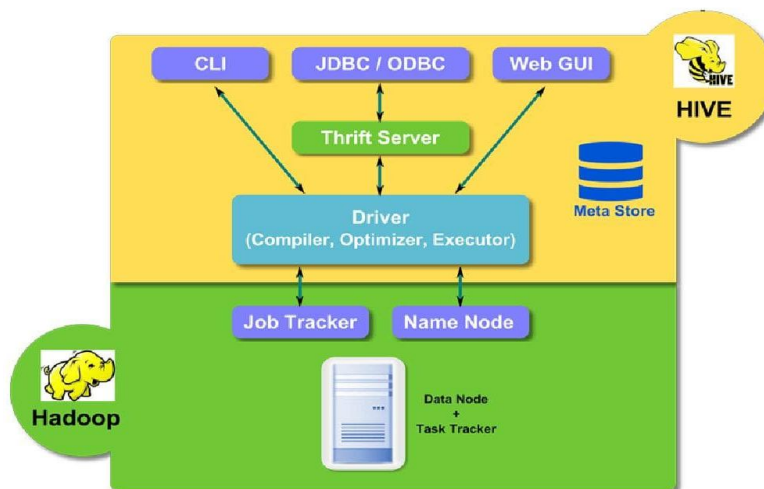 CLI
JDBC / ODBC
Web GUI
HIVE
HIVE
Thrift Server
Meta Store
Driver
(Compiler, Optimizer, Executor)
Job Tracker
Name Node
Hadoop
Data Node
+
Task Tracker